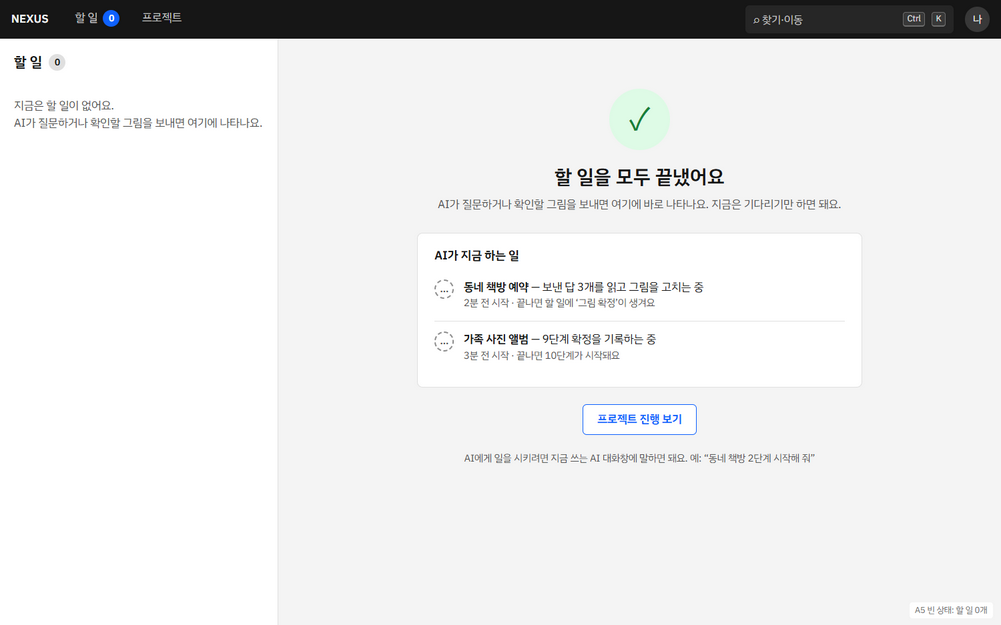 NEXUS
할 일 0
프로젝트
찾기·이동
Ctrl K
나
할 일 0
지금은 할 일이 없어요.
AI가 질문하거나 확인할 그림을 보내면 여기에 나타나요.
할 일을 모두 끝냈어요
AI가 질문하거나 확인할 그림을 보내면 여기에 바로 나타나요. 지금은 기다리기만 하면 돼요.
AI가 지금 하는 일
동네 책방 예약 — 보낸 답 3개를 읽고 그림을 고치는 중
2분 전 시작 · 끝나면 할 일에 ‘그림 확정’이 생겨요
가족 사진 앨범 — 9단계 확정을 기록하는 중
3분 전 시작 · 끝나면 10단계가 시작돼요
프로젝트 진행 보기
AI에게 일을 시키려면 지금 쓰는 AI 대화창에 말하면 돼요. 예: “동네 책방 2단계 시작해 줘”
A5 빈 상태: 할 일 0개